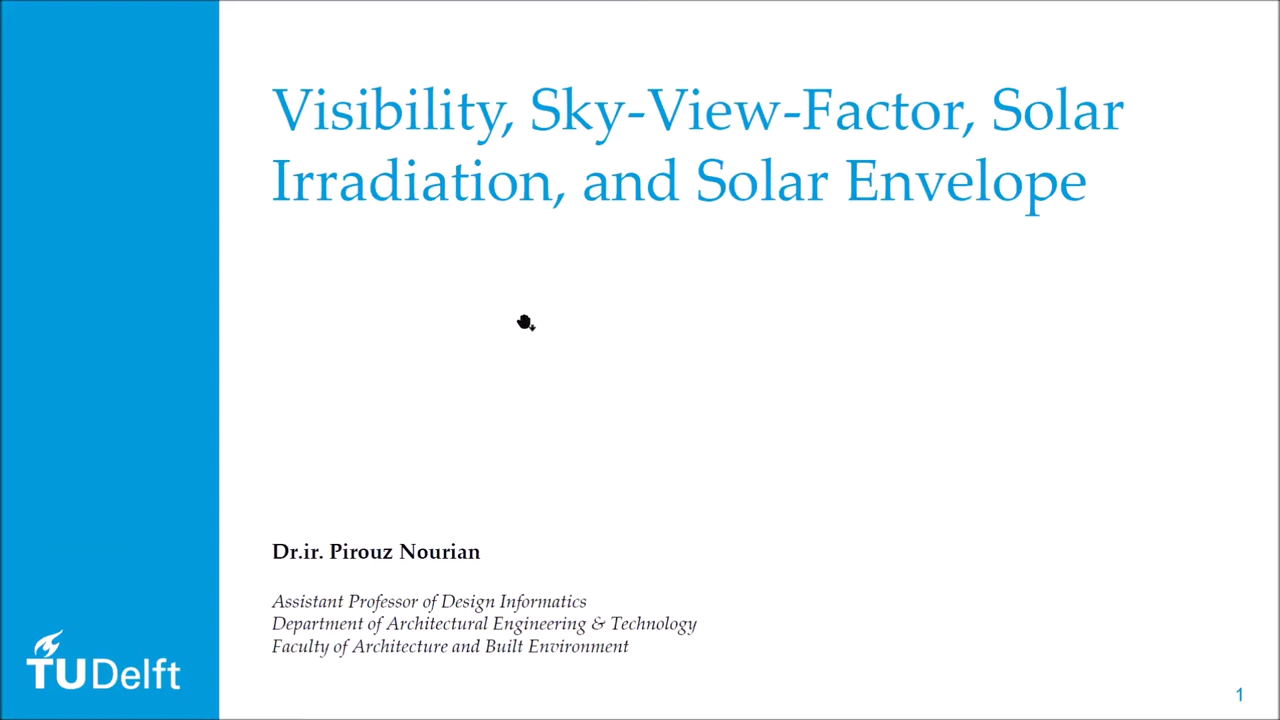 Visibility, Sky-View-Factor, Solar
Irradiation, and Solar Envelope
Dr.ir. Pirouz Nourian
Assistant Professor of Design Informatics
Department of Architectural Engineering & Technology
Faculty of Architecture and Built Environment
TUDelft
1